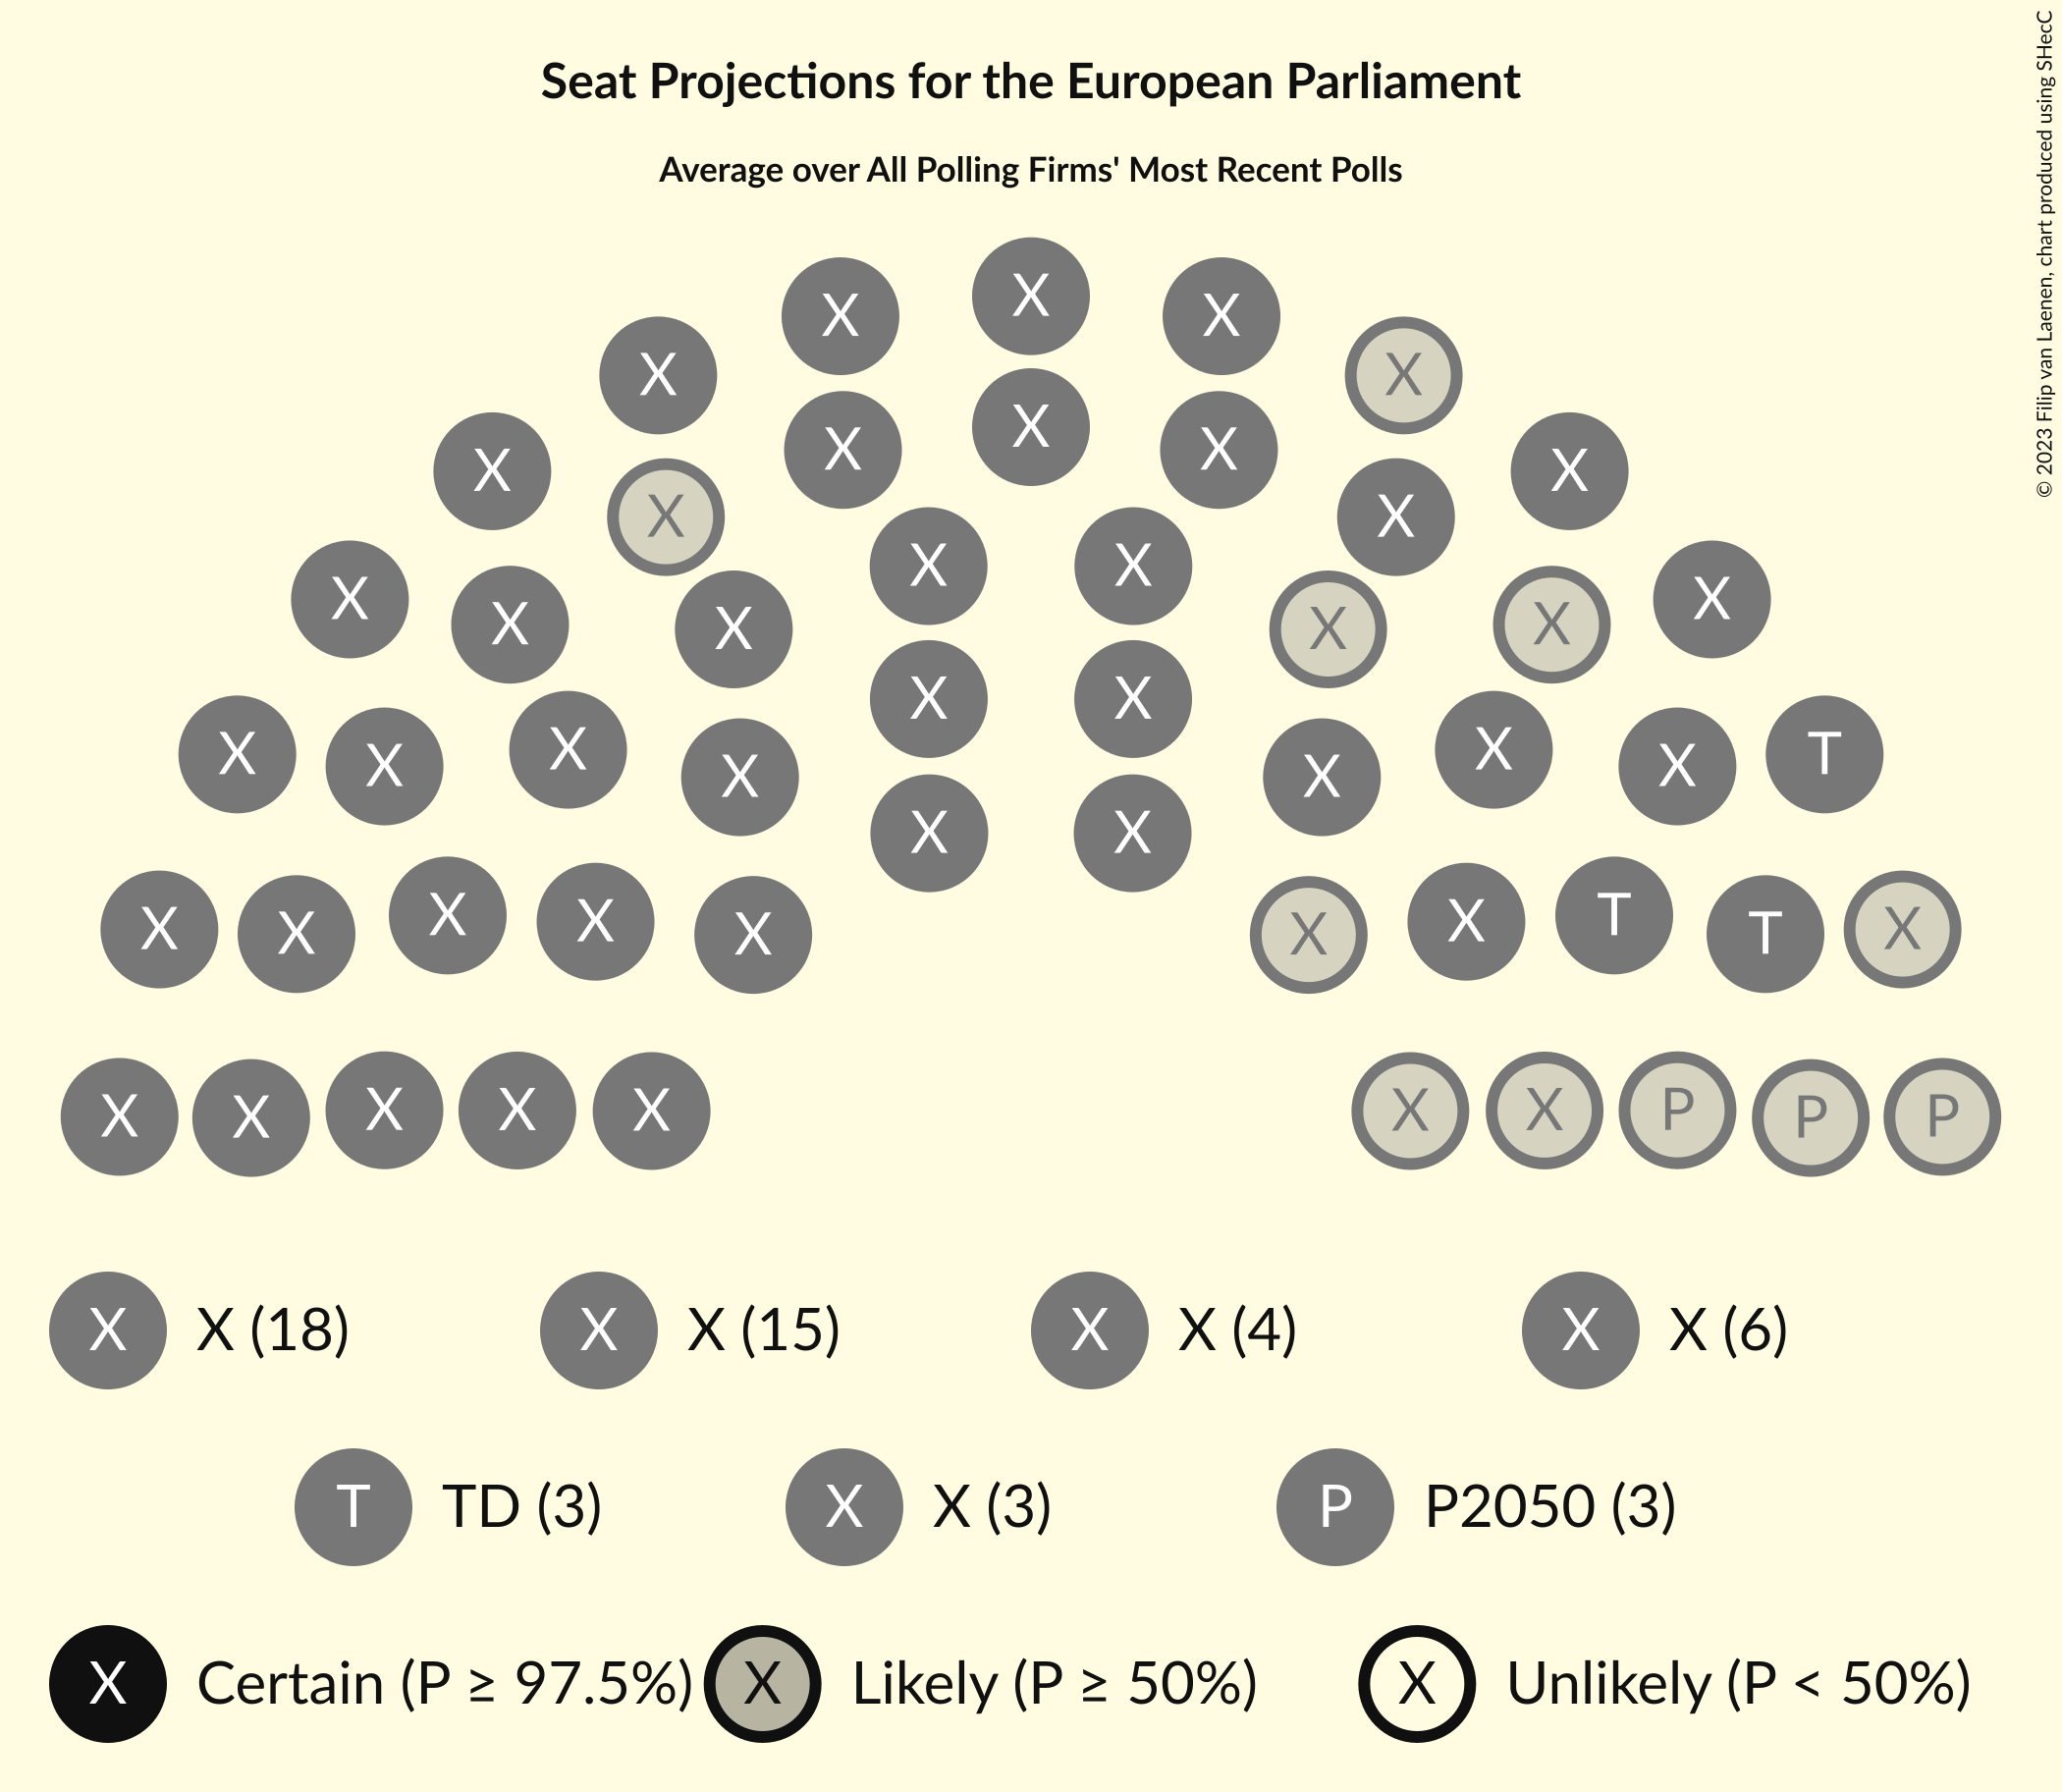 Seat Projections for the European Parliament
Average over All Polling Firms' Most Recent Polls
© 2023 Filip van Laenen, chart produced using SHecC
X X X
X X
X X X
X X
X X X
X X X X
X X X X
X X X X
X X X X X T
X X
X X X X X X X T T X
X X X X X X X P P P
X X (18) X X (15) X X (4) X X (6)
T TD (3) X X (3) P P2050 (3)
X Certain (P ≥ 97.5%) X Likely (P ≥ 50%) X Unlikely (P < 50%)